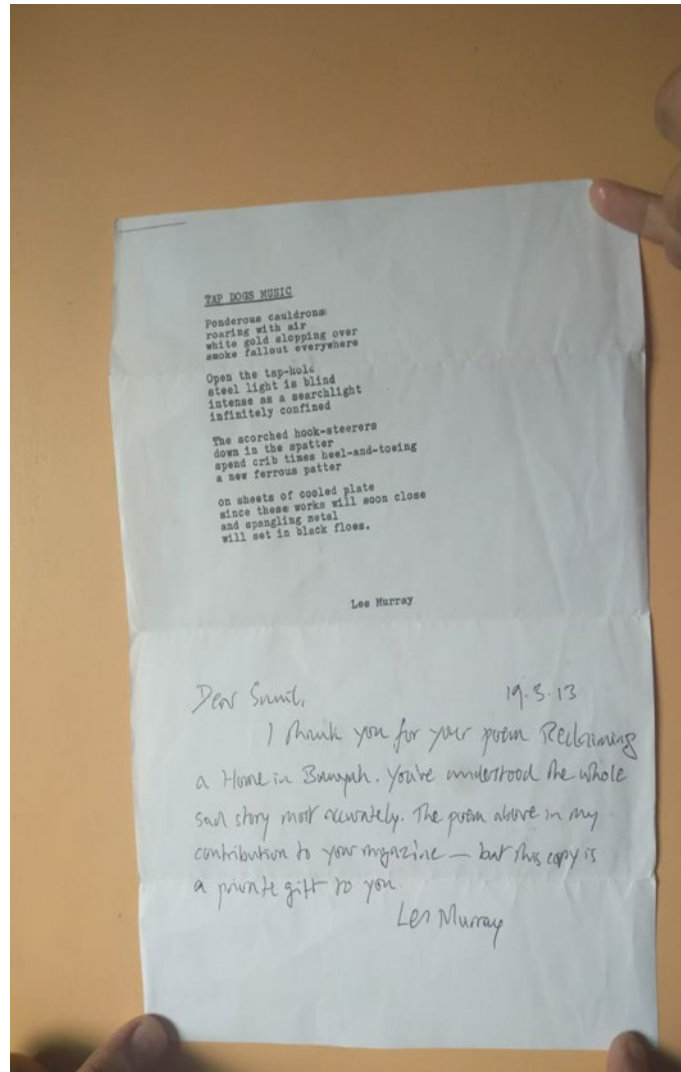 TAP DOGS MUSIC
Ponderous cauldrons
roaring with air
white gold slopping over
smoke fallout everywhere
Open the tap-hold
steel light is blind
intense as a searchlight
infinitely confined
The scorched hook-steerers
down in the spatter
spend crib times heel-and-toeing
a new ferrous patter
on sheets of cooled plate
since these works will soon close
and spangling metal
will set in black floes.
Les Murray
Dear Sunil, 19.3.13
I thank you for your poem Reclaiming
a Home in Bunyah. You've understood the whole
sad story most accurately. The poem above is my
contribution to your magazine — but this copy is
a private gift to you.
Les Murray